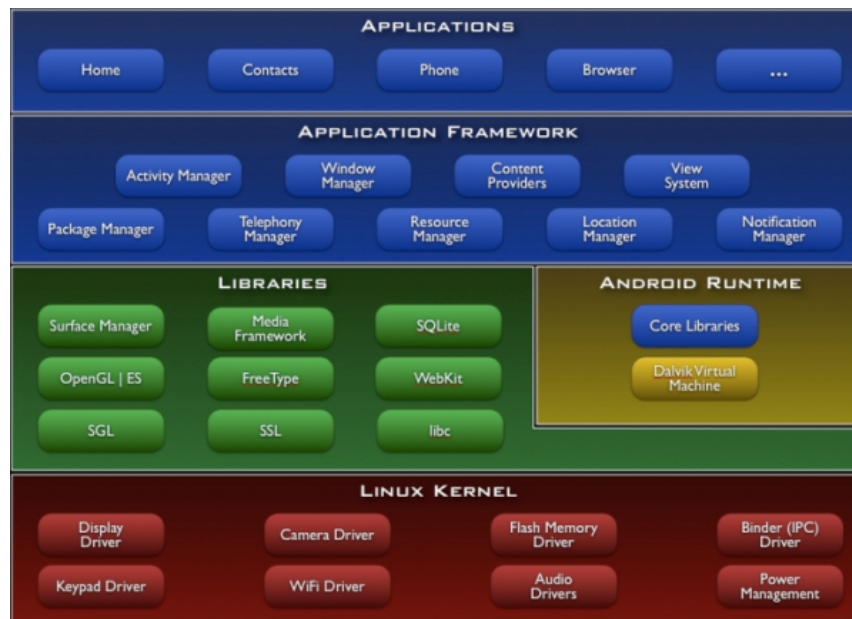 APPLICATIONS
Home
Contacts
Phone
Browser
...
APPLICATION FRAMEWORK
Activity Manager
Window
Manager
Content
Providers
View
System
Package Manager
Telephony
Manager
Resource
Manager
Location
Manager
Notification
Manager
LIBRARIES
Surface Manager
Media
Framework
SQLite
OpenGL | ES
FreeType
WebKit
SGL
SSL
libc
ANDROID RUNTIME
Core Libraries
Dalvik Virtual
Machine
LINUX KERNEL
Display
Driver
Camera Driver
Flash Memory
Driver
Binder (IPC)
Driver
Keypad Driver
WiFi Driver
Audio
Drivers
Power
Management